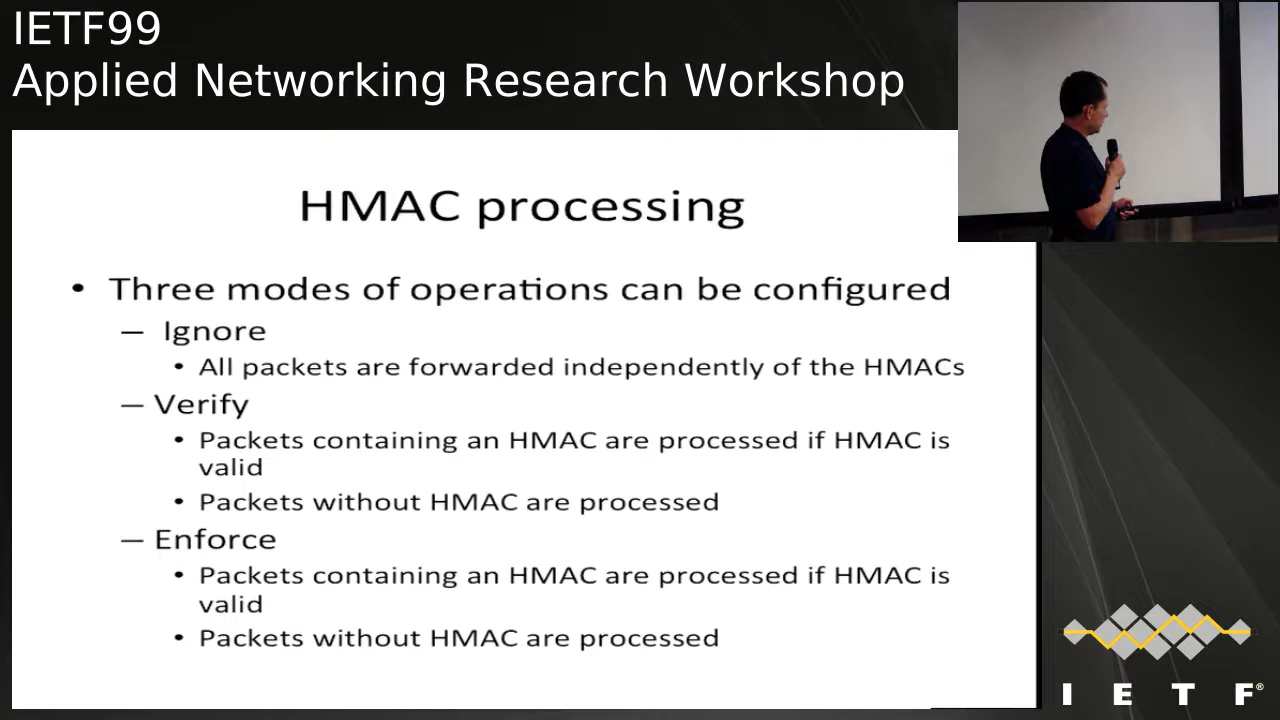 IETF99
Applied Networking Research Workshop
HMAC processing
• Three modes of operations can be configured
– Ignore
• All packets are forwarded independently of the HMACs
– Verify
• Packets containing an HMAC are processed if HMAC is
valid
• Packets without HMAC are processed
– Enforce
• Packets containing an HMAC are processed if HMAC is
valid
• Packets without HMAC are processed
I E T F®